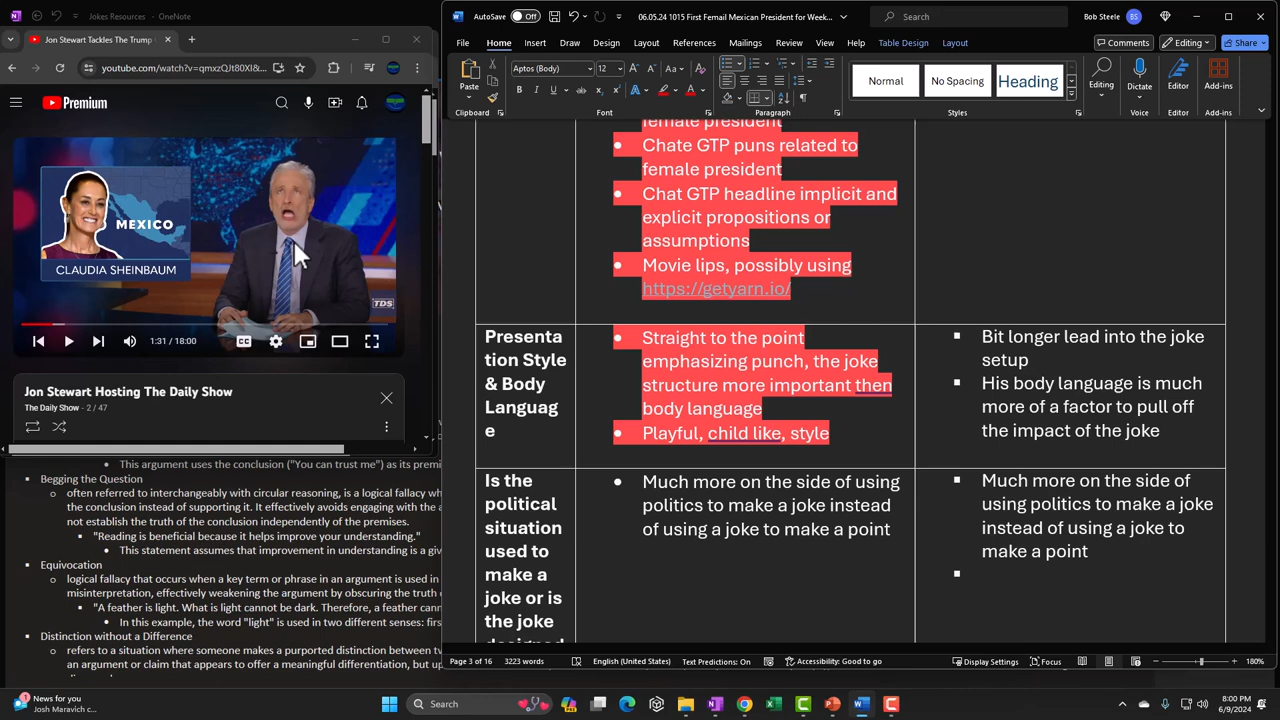 Jokes Resources - OneNote
Jon Stewart Tackles The Trump
youtube.com/watch?v=qmxzQJt80XI&
Premium
MEXICO
CLAUDIA SHEINBAUM
TDS
1:31 / 18:00
Jon Stewart Hosting The Daily Show
The Daily Show - 2 / 47
This argument uses the conclusion ("You can trust me") as its premi
Begging the Question
often referred to interchangeably with circular reasoning, is a logical fallacy wh
the conclusion instead of supporting it. It effectively avoids engaging with the a
not establish the truth of the conclusion independently of the premises.
"Reading is beneficial because it helps improve your understanding."
This statement assumes that improvement in understanding is a giv
Equivocation
logical fallacy that occurs when a key term or phrase in an argument is used in
misinterpretation, effectively weakening the argument by obscuring the truth o
"A feather is light. What is light cannot be dark. Therefore, a feather can
In this example, the word "light" is used in two different senses: firs
Distinction without a Difference
refers to a situation where someone makes a purported distinction between tw
an argument or claim that appears to offer a meaningful differentiation, but up
AutoSave Off
06.05.24 1015 First Femail Mexican President for Week...
Search
Bob Steele BS
File Home Insert Draw Design Layout References Mailings Review View Help Table Design Layout
Comments Editing Share
Paste
Clipboard
Aptos (Body) 12
Font
Paragraph
Normal
No Spacing
Heading
Styles
Editing
Dictate
Voice
Editor
Editor
Add-ins
Add-ins
female president
Chate GTP puns related to
female president
Chat GTP headline implicit and
explicit propositions or
assumptions
Movie lips, possibly using
https://getyarn.io/
Presenta
tion Style
& Body
Languag
e
Straight to the point
emphasizing punch, the joke
structure more important then
body language
Playful, child like, style
Bit longer lead into the joke
setup
His body language is much
more of a factor to pull off
the impact of the joke
Is the
political
situation
used to
make a
joke or is
the joke
designed
Much more on the side of using
politics to make a joke instead
of using a joke to make a point
Much more on the side of
using politics to make a joke
instead of using a joke to
make a point
Page 3 of 16 3223 words English (United States) Text Predictions: On Accessibility: Good to go Display Settings Focus 180%
News for you
Josh Maravich c...
Search
8:00 PM
6/9/2024